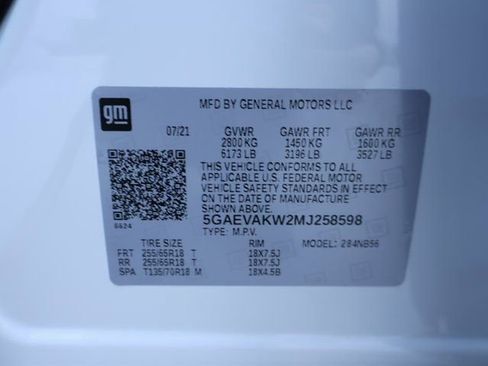 gm
MFD BY GENERAL MOTORS LLC
07/21 GVWR GAWR FRT GAWR RR
2800 KG 1450 KG 1600 KG
6173 LB 3196 LB 3527 LB
THIS VEHICLE CONFORMS TO ALL
APPLICABLE U.S. FEDERAL MOTOR
VEHICLE SAFETY STANDARDS IN EFFECT
ON THE DATE OF MANUFACTURE
SHOWN ABOVE.
6624 5GAEVAKW2MJ258598
TYPE: M.P.V.
TIRE SIZE RIM MODEL: 284NB56
FRT 255/65R18 T 18X7.5J
RR 255/65R18 T 18X7.5J
SPA T135/70R18 M 18X4.5B